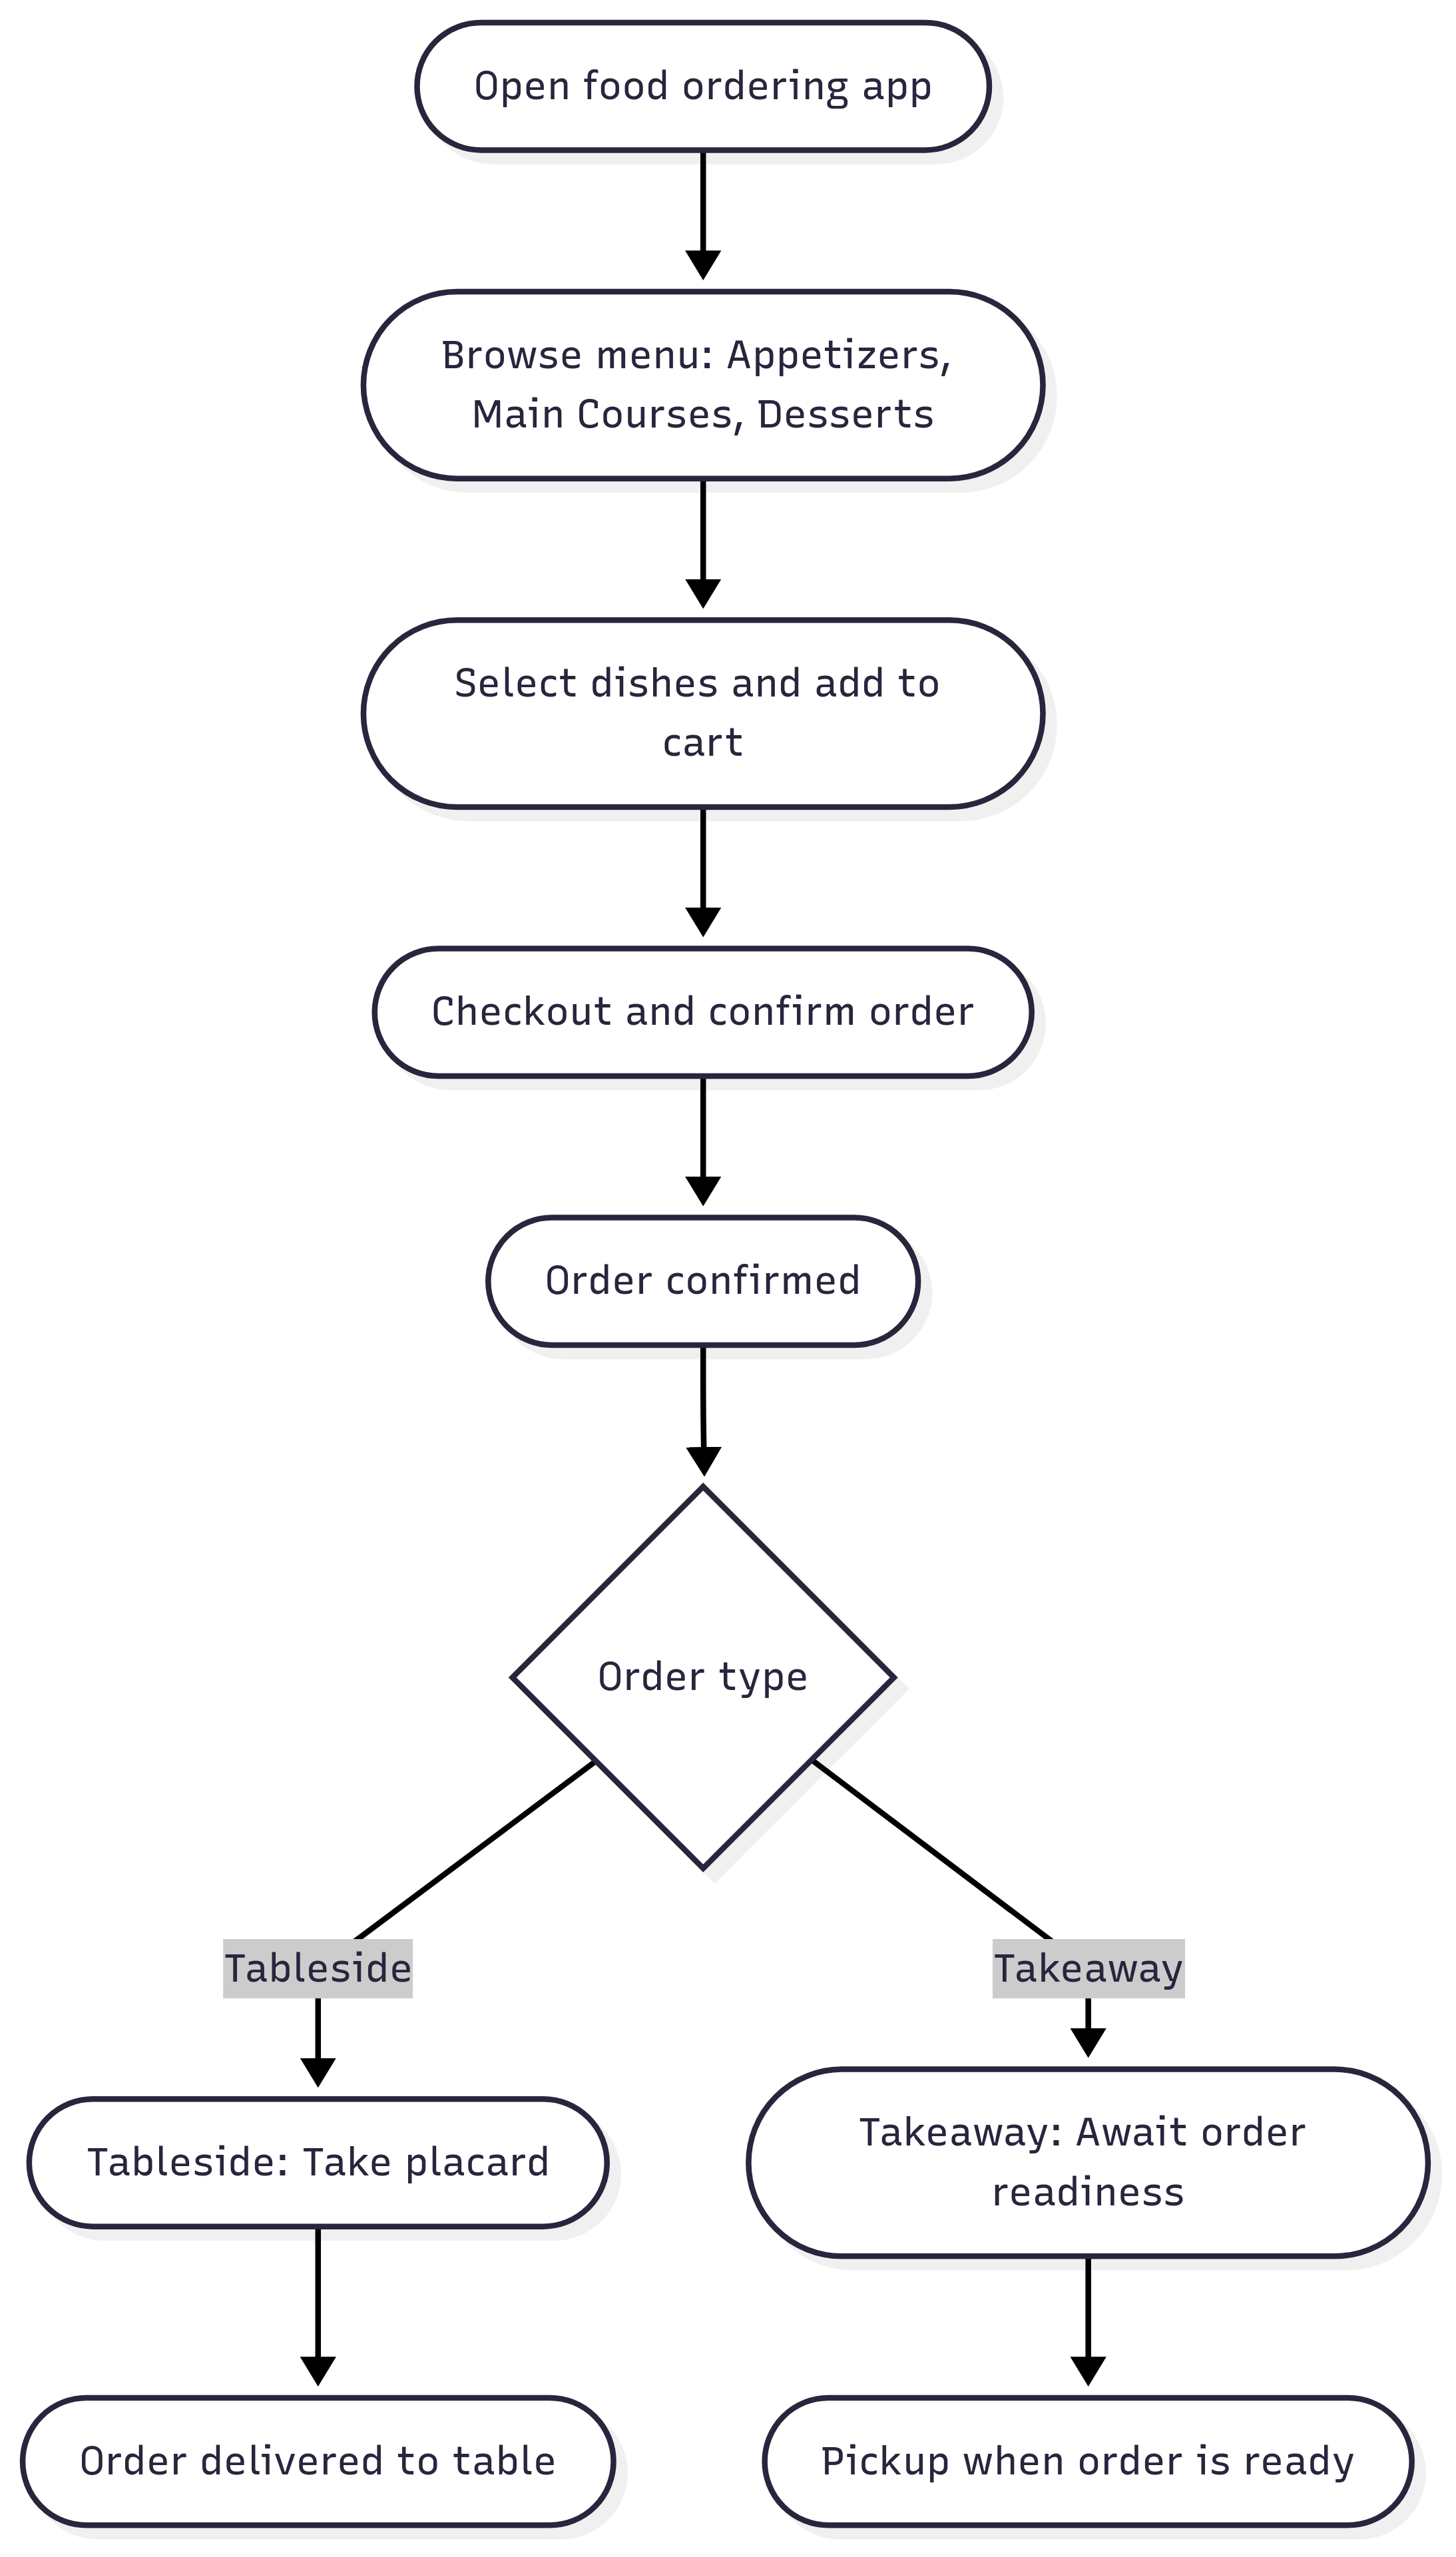 Open food ordering app
Browse menu: Appetizers,
Main Courses, Desserts
Select dishes and add to
cart
Checkout and confirm order
Order confirmed
Order type
Tableside
Takeaway
Tableside: Take placard
Takeaway: Await order
readiness
Order delivered to table
Pickup when order is ready